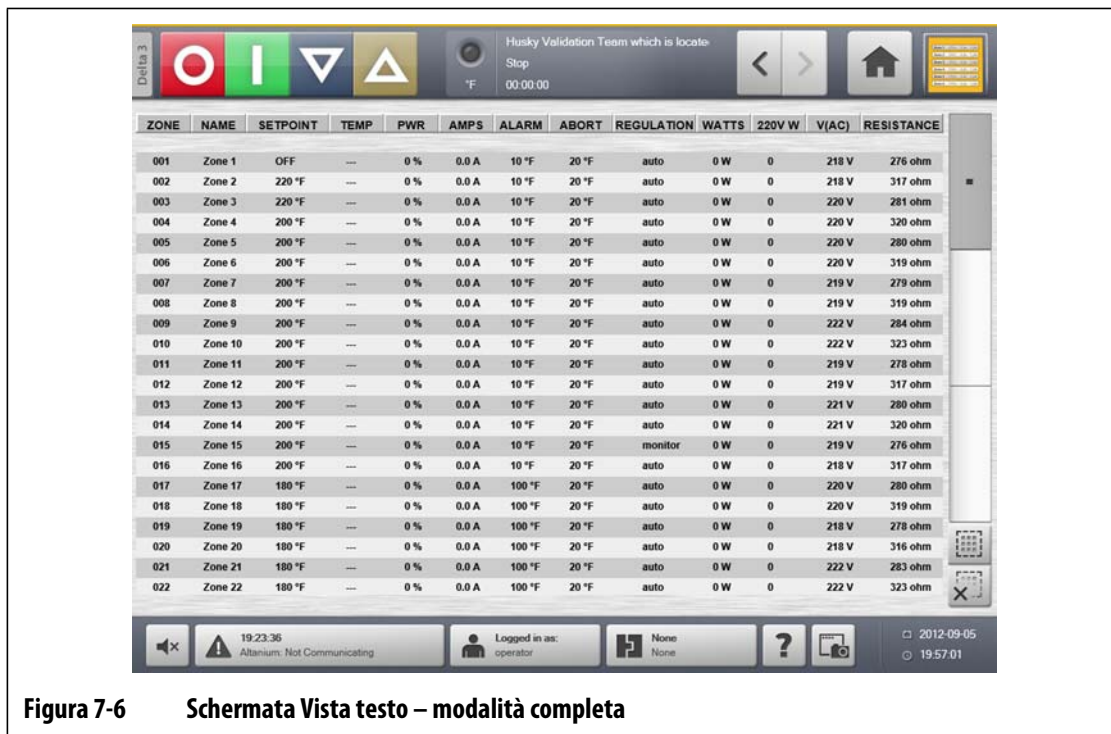 Delta 3
Husky Validation Team which is locate
Stop
°F 00:00:00
ZONE NAME SETPOINT TEMP PWR AMPS ALARM ABORT REGULATION WATTS 220V W V(AC) RESISTANCE
001 Zone 1 OFF --- 0 % 0.0 A 10 °F 20 °F auto 0 W 0 218 V 276 ohm
002 Zone 2 220 °F --- 0 % 0.0 A 10 °F 20 °F auto 0 W 0 218 V 317 ohm
003 Zone 3 220 °F --- 0 % 0.0 A 10 °F 20 °F auto 0 W 0 220 V 281 ohm
004 Zone 4 200 °F --- 0 % 0.0 A 10 °F 20 °F auto 0 W 0 220 V 320 ohm
005 Zone 5 200 °F --- 0 % 0.0 A 10 °F 20 °F auto 0 W 0 220 V 280 ohm
006 Zone 6 200 °F --- 0 % 0.0 A 10 °F 20 °F auto 0 W 0 220 V 319 ohm
007 Zone 7 200 °F --- 0 % 0.0 A 10 °F 20 °F auto 0 W 0 219 V 279 ohm
008 Zone 8 200 °F --- 0 % 0.0 A 10 °F 20 °F auto 0 W 0 219 V 319 ohm
009 Zone 9 200 °F --- 0 % 0.0 A 10 °F 20 °F auto 0 W 0 222 V 284 ohm
010 Zone 10 200 °F --- 0 % 0.0 A 10 °F 20 °F auto 0 W 0 222 V 323 ohm
011 Zone 11 200 °F --- 0 % 0.0 A 10 °F 20 °F auto 0 W 0 219 V 278 ohm
012 Zone 12 200 °F --- 0 % 0.0 A 10 °F 20 °F auto 0 W 0 219 V 317 ohm
013 Zone 13 200 °F --- 0 % 0.0 A 10 °F 20 °F auto 0 W 0 221 V 280 ohm
014 Zone 14 200 °F --- 0 % 0.0 A 10 °F 20 °F auto 0 W 0 221 V 320 ohm
015 Zone 15 200 °F --- 0 % 0.0 A 10 °F 20 °F monitor 0 W 0 219 V 276 ohm
016 Zone 16 200 °F --- 0 % 0.0 A 10 °F 20 °F auto 0 W 0 218 V 317 ohm
017 Zone 17 180 °F --- 0 % 0.0 A 100 °F 20 °F auto 0 W 0 220 V 280 ohm
018 Zone 18 180 °F --- 0 % 0.0 A 100 °F 20 °F auto 0 W 0 220 V 319 ohm
019 Zone 19 180 °F --- 0 % 0.0 A 100 °F 20 °F auto 0 W 0 218 V 278 ohm
020 Zone 20 180 °F --- 0 % 0.0 A 100 °F 20 °F auto 0 W 0 218 V 316 ohm
021 Zone 21 180 °F --- 0 % 0.0 A 100 °F 20 °F auto 0 W 0 222 V 283 ohm
022 Zone 22 180 °F --- 0 % 0.0 A 100 °F 20 °F auto 0 W 0 222 V 323 ohm
19:23:36 Logged in as: None 2012-09-05
Altanium: Not Communicating operator None ? 19:57:01
Figura 7-6 Schermata Vista testo – modalità completa